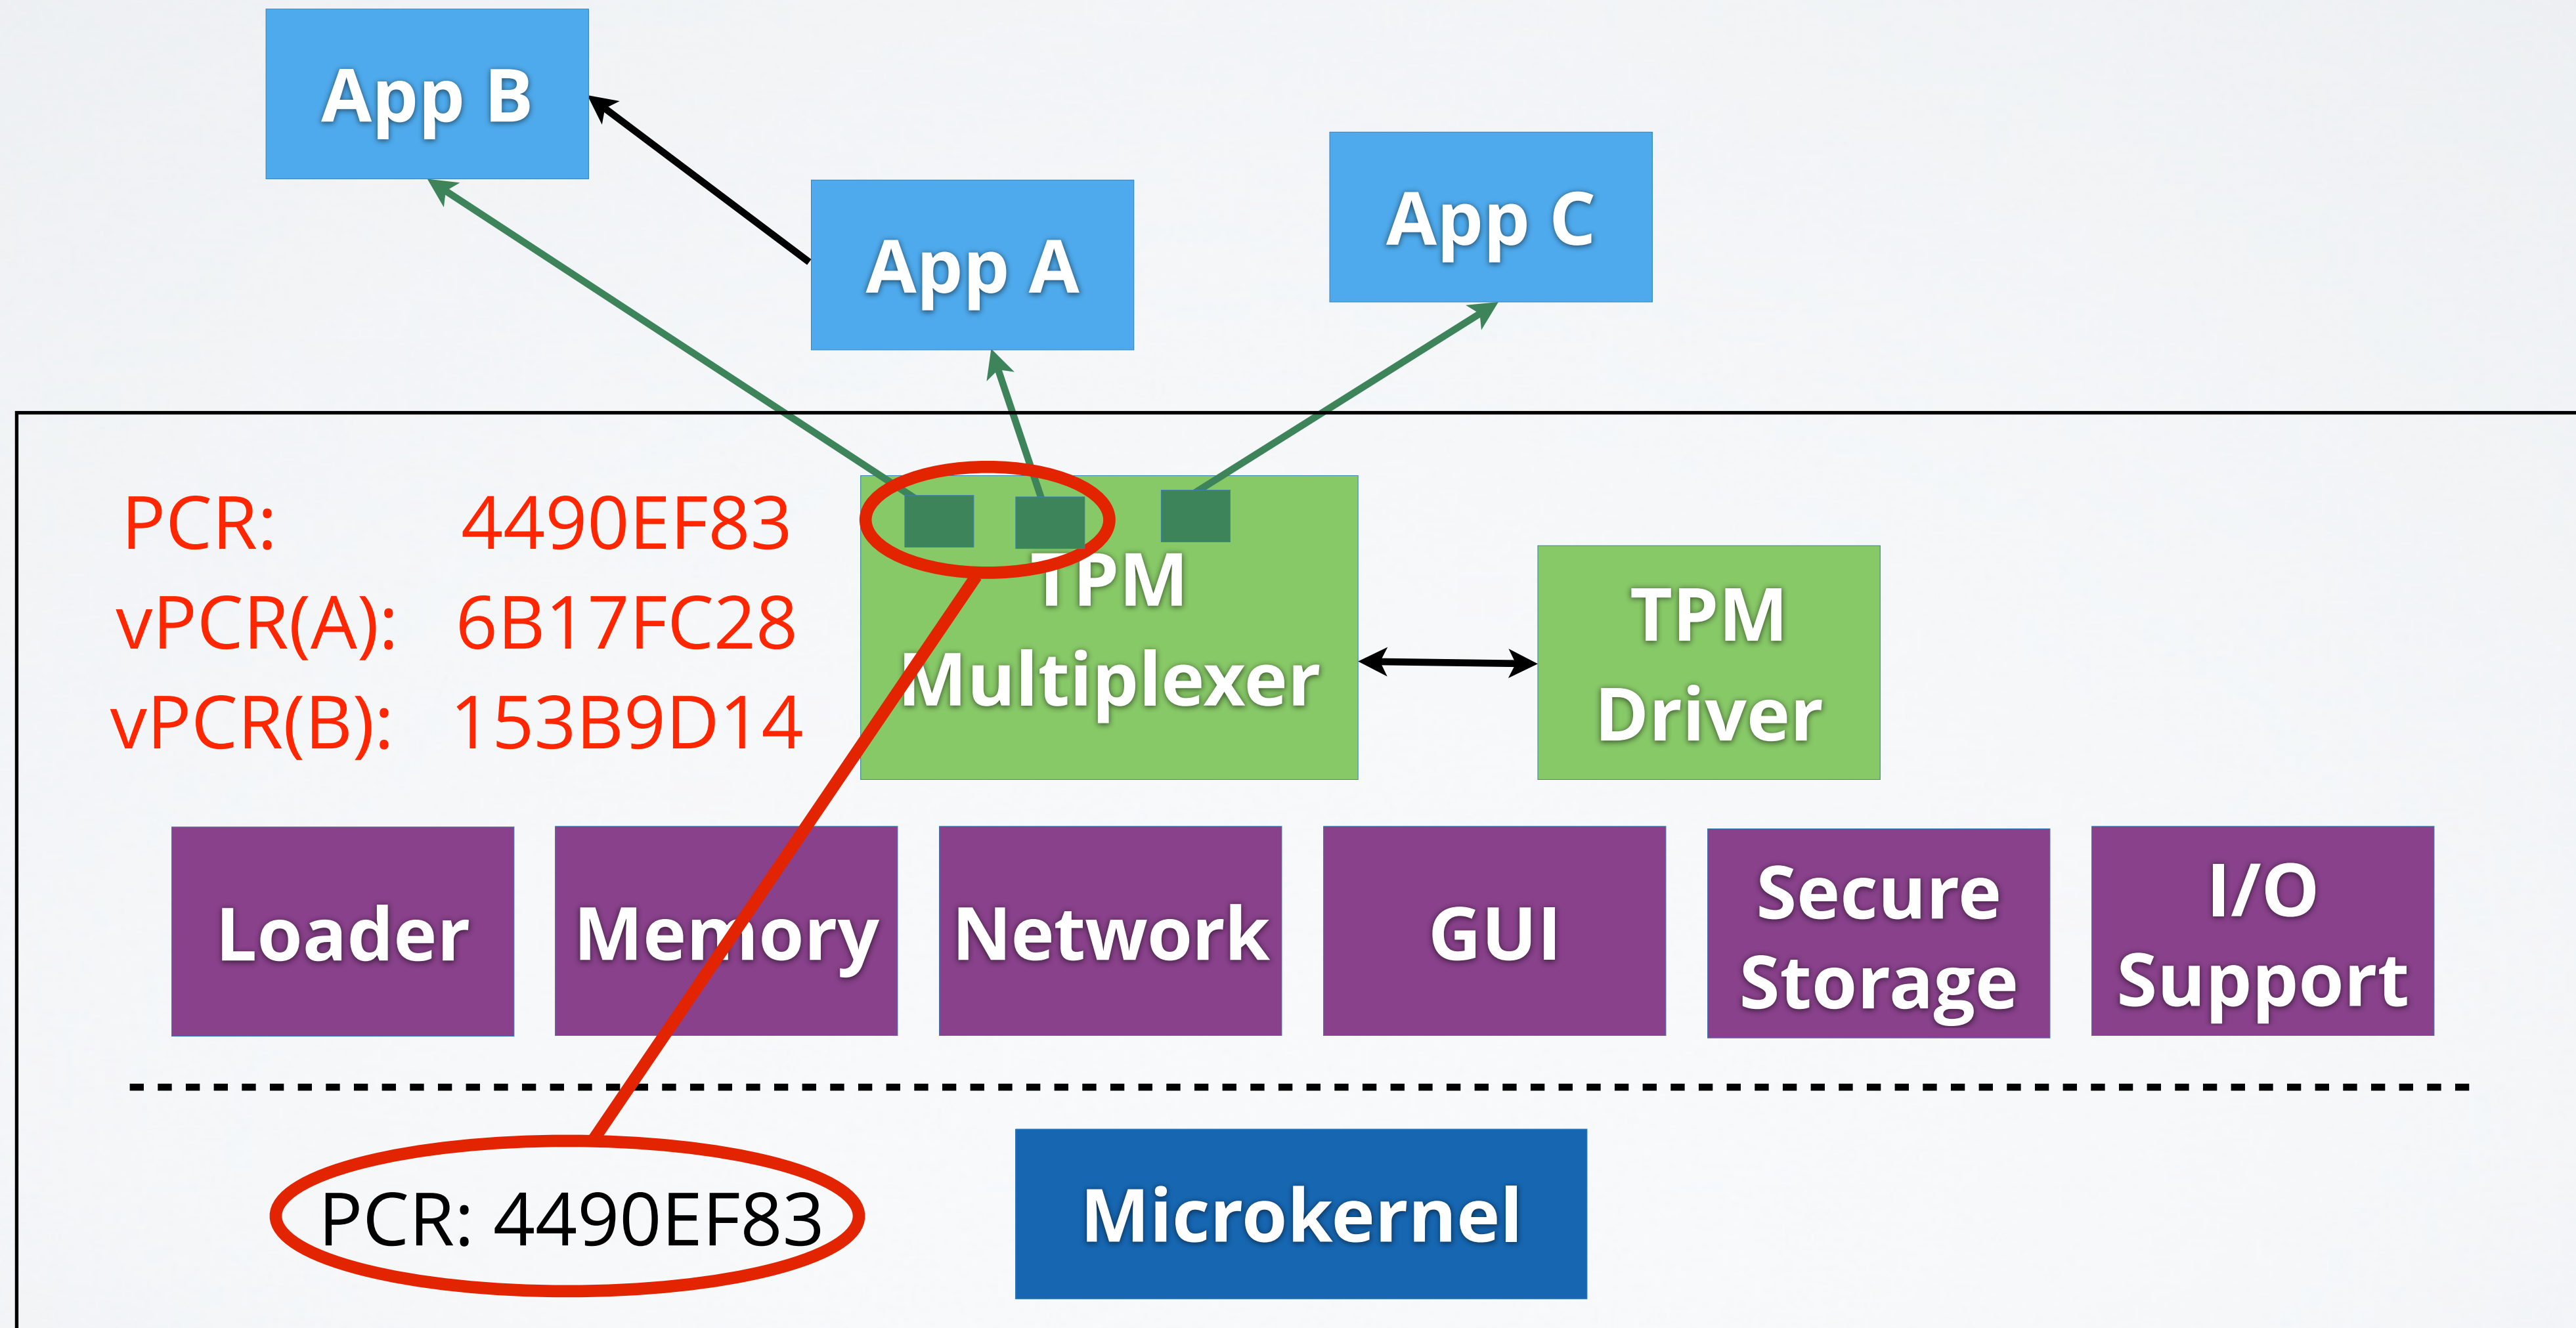 App B
App C
App A
PCR: 4490EF83
vPCR(A): 6B17FC28
vPCR(B): 153B9D14
TPM
Multiplexer
TPM
Driver
Loader
Memory
Network
GUI
Secure
Storage
I/O
Support
PCR: 4490EF83
Microkernel